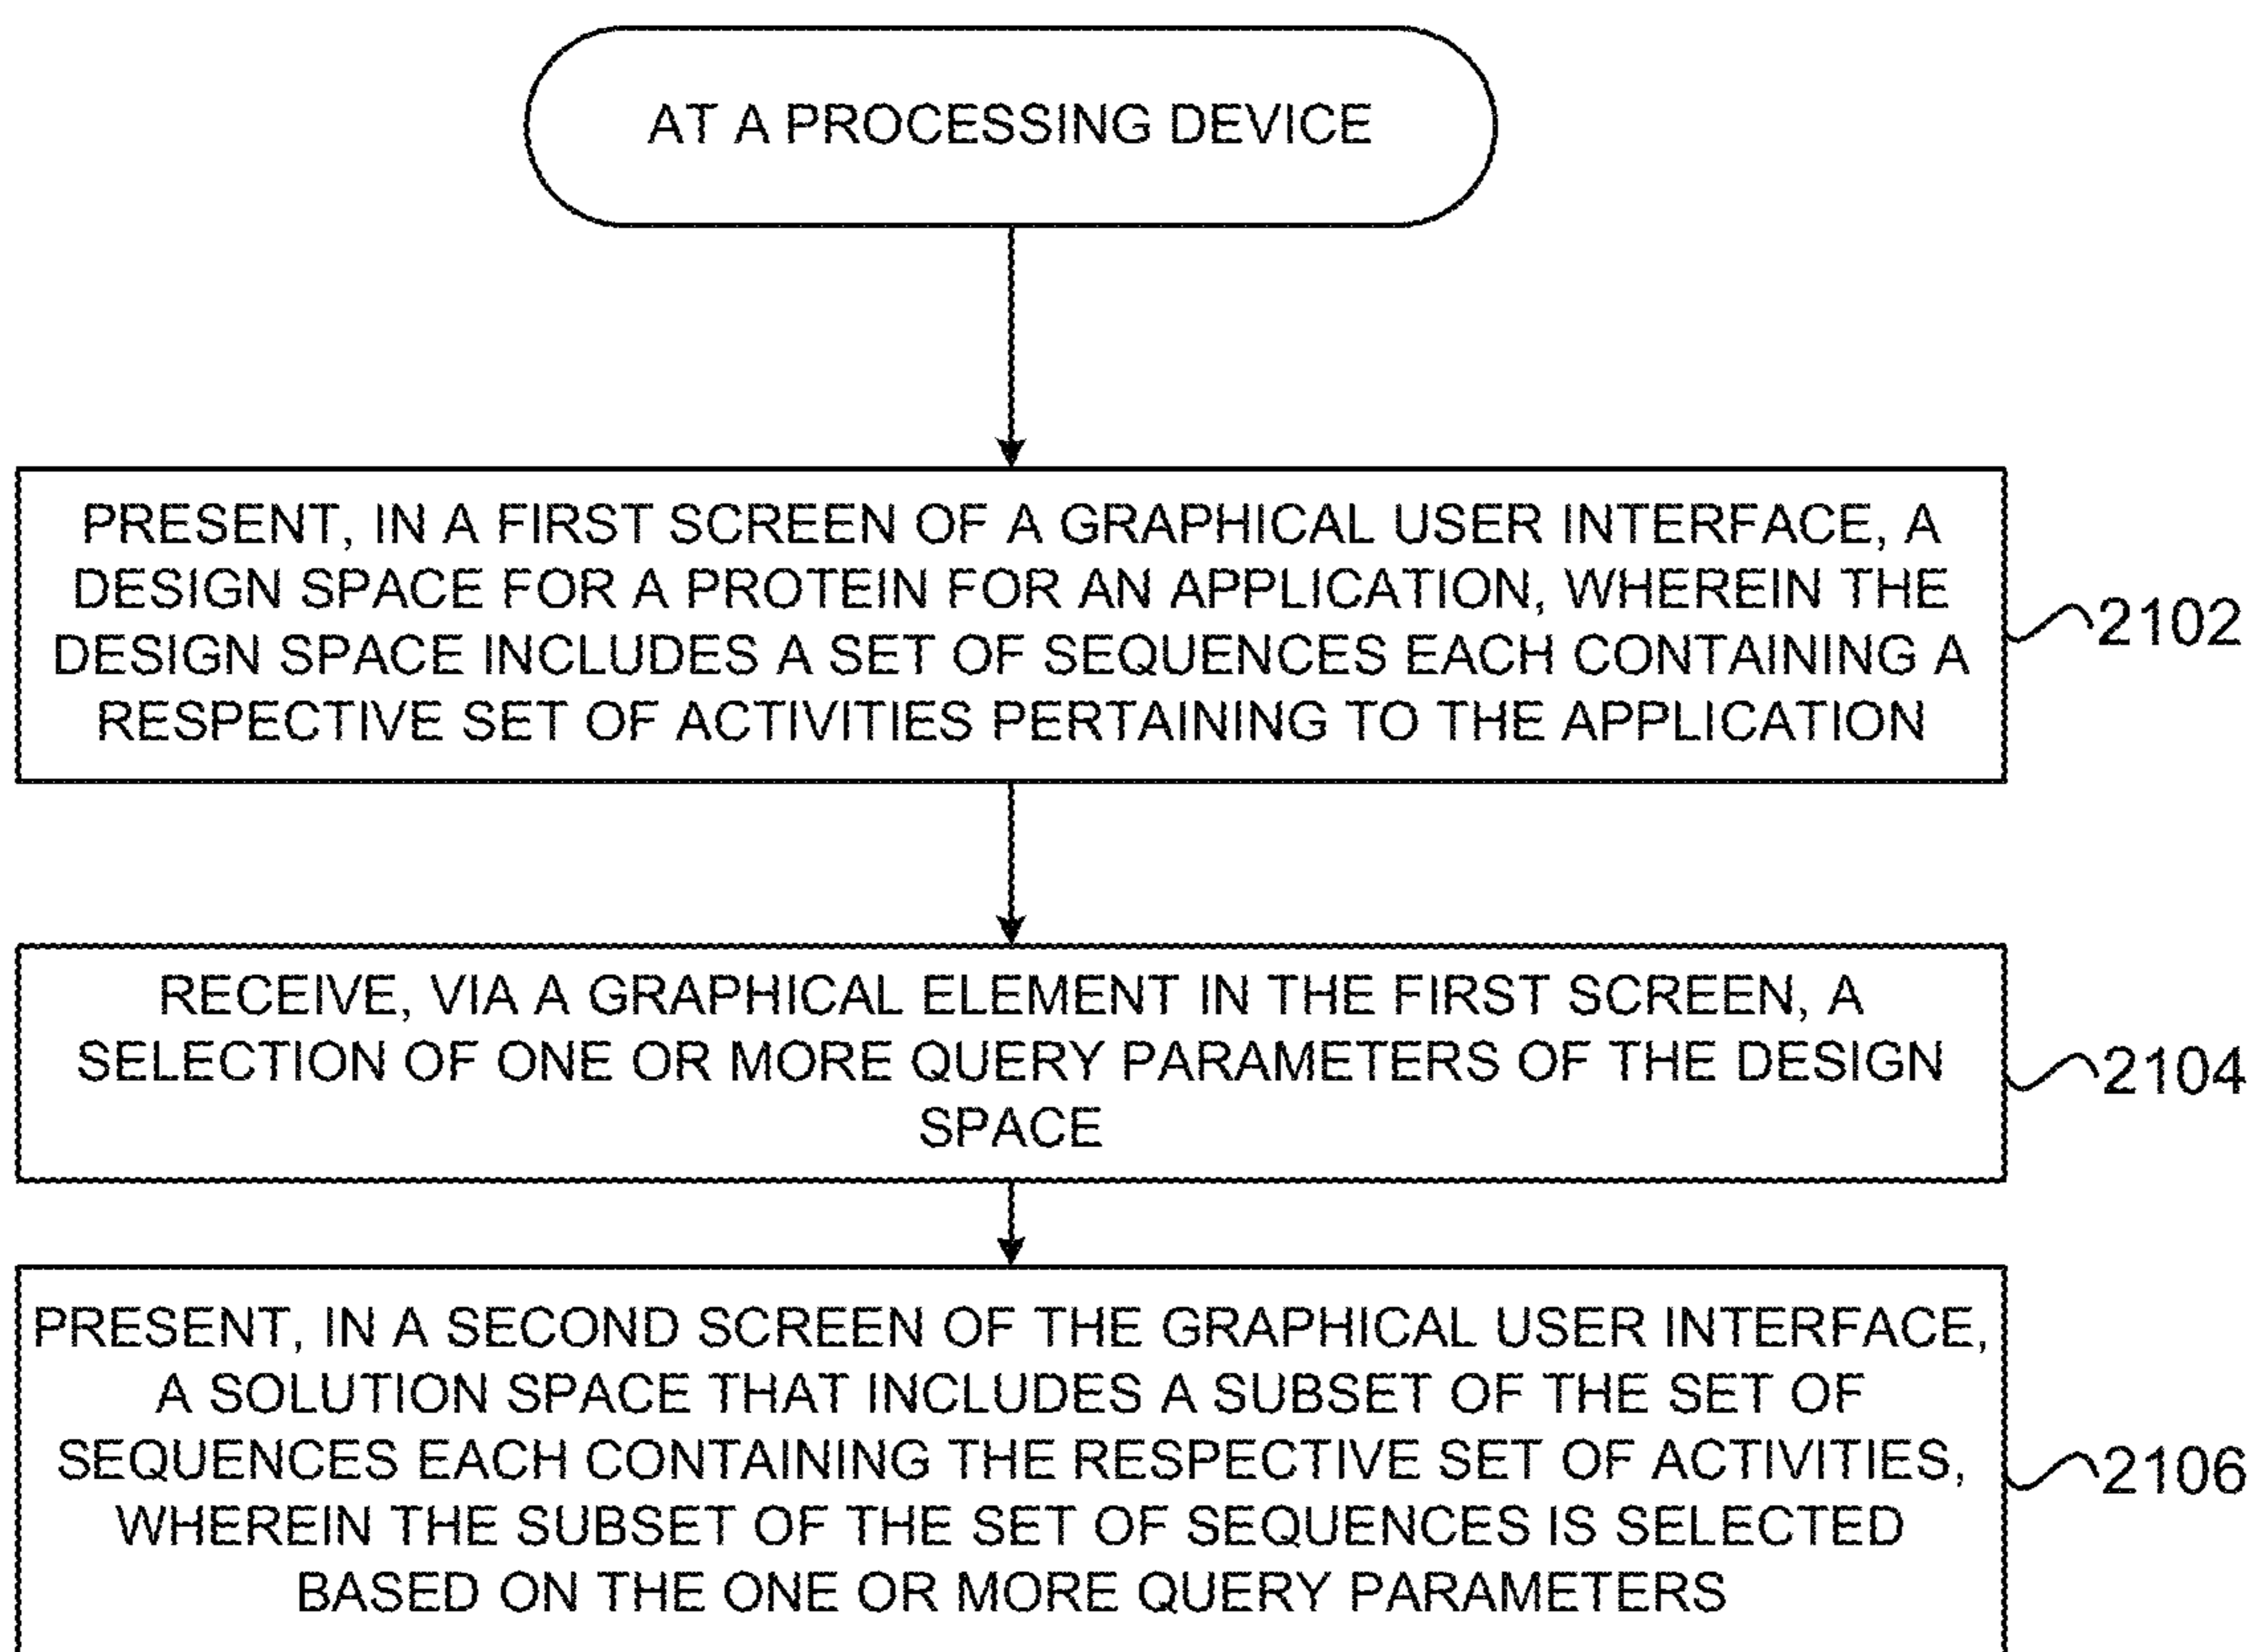 AT A PROCESSING DEVICE
PRESENT, IN A FIRST SCREEN OF A GRAPHICAL USER INTERFACE, A
DESIGN SPACE FOR A PROTEIN FOR AN APPLICATION, WHEREIN THE
DESIGN SPACE INCLUDES A SET OF SEQUENCES EACH CONTAINING A
RESPECTIVE SET OF ACTIVITIES PERTAINING TO THE APPLICATION
2102
RECEIVE, VIA A GRAPHICAL ELEMENT IN THE FIRST SCREEN, A
SELECTION OF ONE OR MORE QUERY PARAMETERS OF THE DESIGN
SPACE
2104
PRESENT, IN A SECOND SCREEN OF THE GRAPHICAL USER INTERFACE,
A SOLUTION SPACE THAT INCLUDES A SUBSET OF THE SET OF
SEQUENCES EACH CONTAINING THE RESPECTIVE SET OF ACTIVITIES,
WHEREIN THE SUBSET OF THE SET OF SEQUENCES IS SELECTED
BASED ON THE ONE OR MORE QUERY PARAMETERS
2106